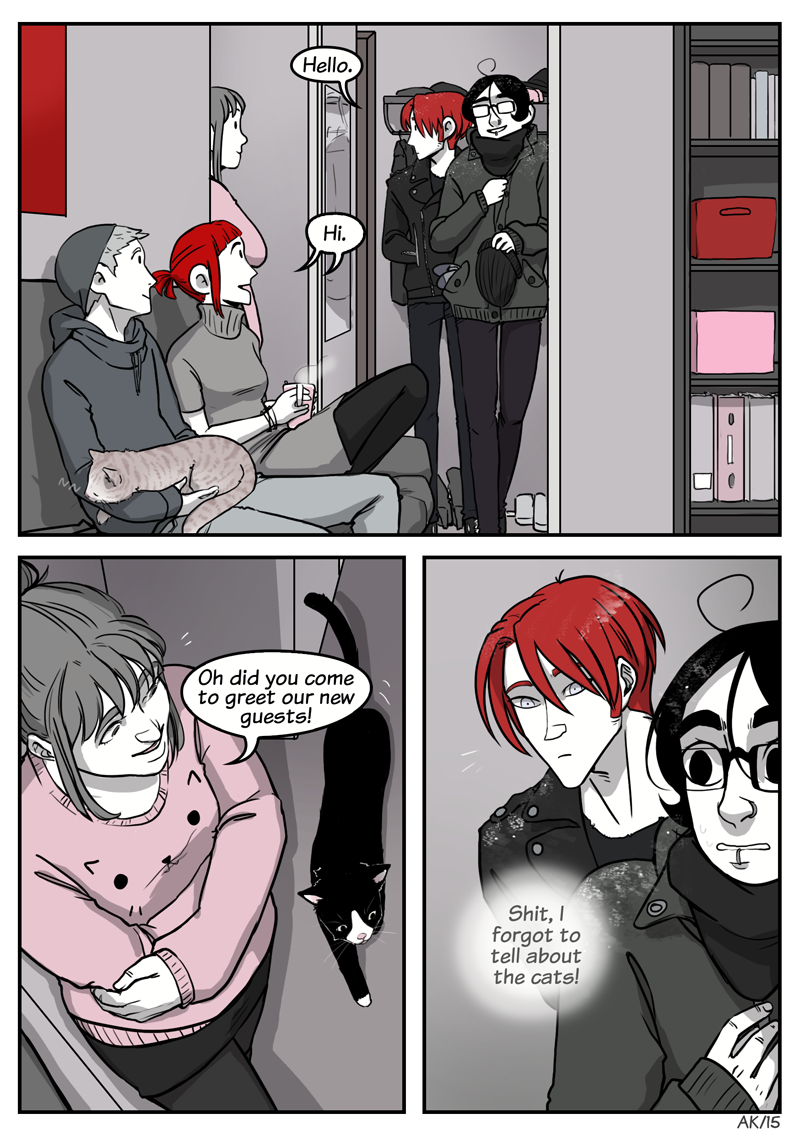 Hello.
Hi.
Oh did you come
to greet our new
guests!
Shit, I
forgot to
tell about
the cats!
AK/15